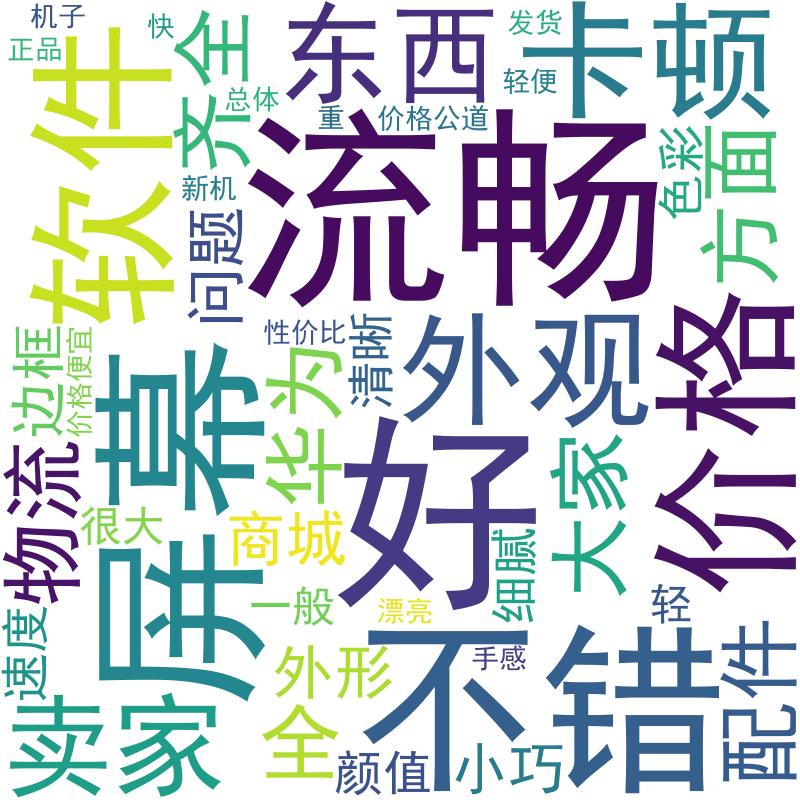 机子
快
正品
软件
齐全
总体
东西
重
价格公道
发货
轻便
卡顿
色彩
方面
新机
问题
流畅
性价比
清晰
外观
价格
边框
价格便宜
屏幕
华为
好
大家
物流
很大
商城
细腻
一般
漂亮
轻
速度
外形
手感
不错
配件
卖家
全
颜值
小巧